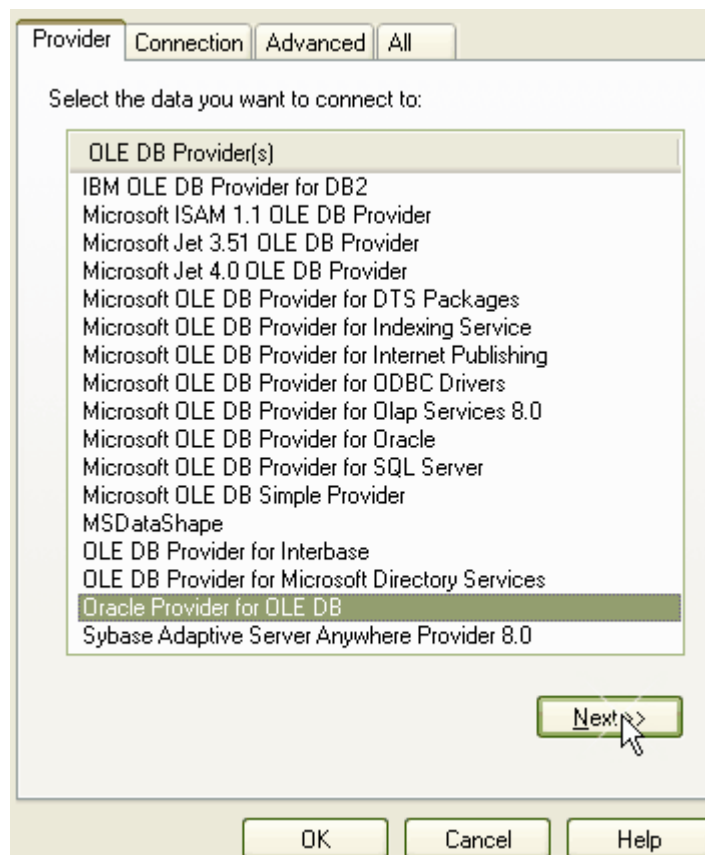 Provider Connection Advanced All
Select the data you want to connect to:
OLE DB Provider(s)
IBM OLE DB Provider for DB2
Microsoft ISAM 1.1 OLE DB Provider
Microsoft Jet 3.51 OLE DB Provider
Microsoft Jet 4.0 OLE DB Provider
Microsoft OLE DB Provider for DTS Packages
Microsoft OLE DB Provider for Indexing Service
Microsoft OLE DB Provider for Internet Publishing
Microsoft OLE DB Provider for ODBC Drivers
Microsoft OLE DB Provider for Olap Services 8.0
Microsoft OLE DB Provider for Oracle
Microsoft OLE DB Provider for SQL Server
Microsoft OLE DB Simple Provider
MSDataShape
OLE DB Provider for Interbase
OLE DB Provider for Microsoft Directory Services
Oracle Provider for OLE DB
Sybase Adaptive Server Anywhere Provider 8.0
Next >>
OK Cancel Help